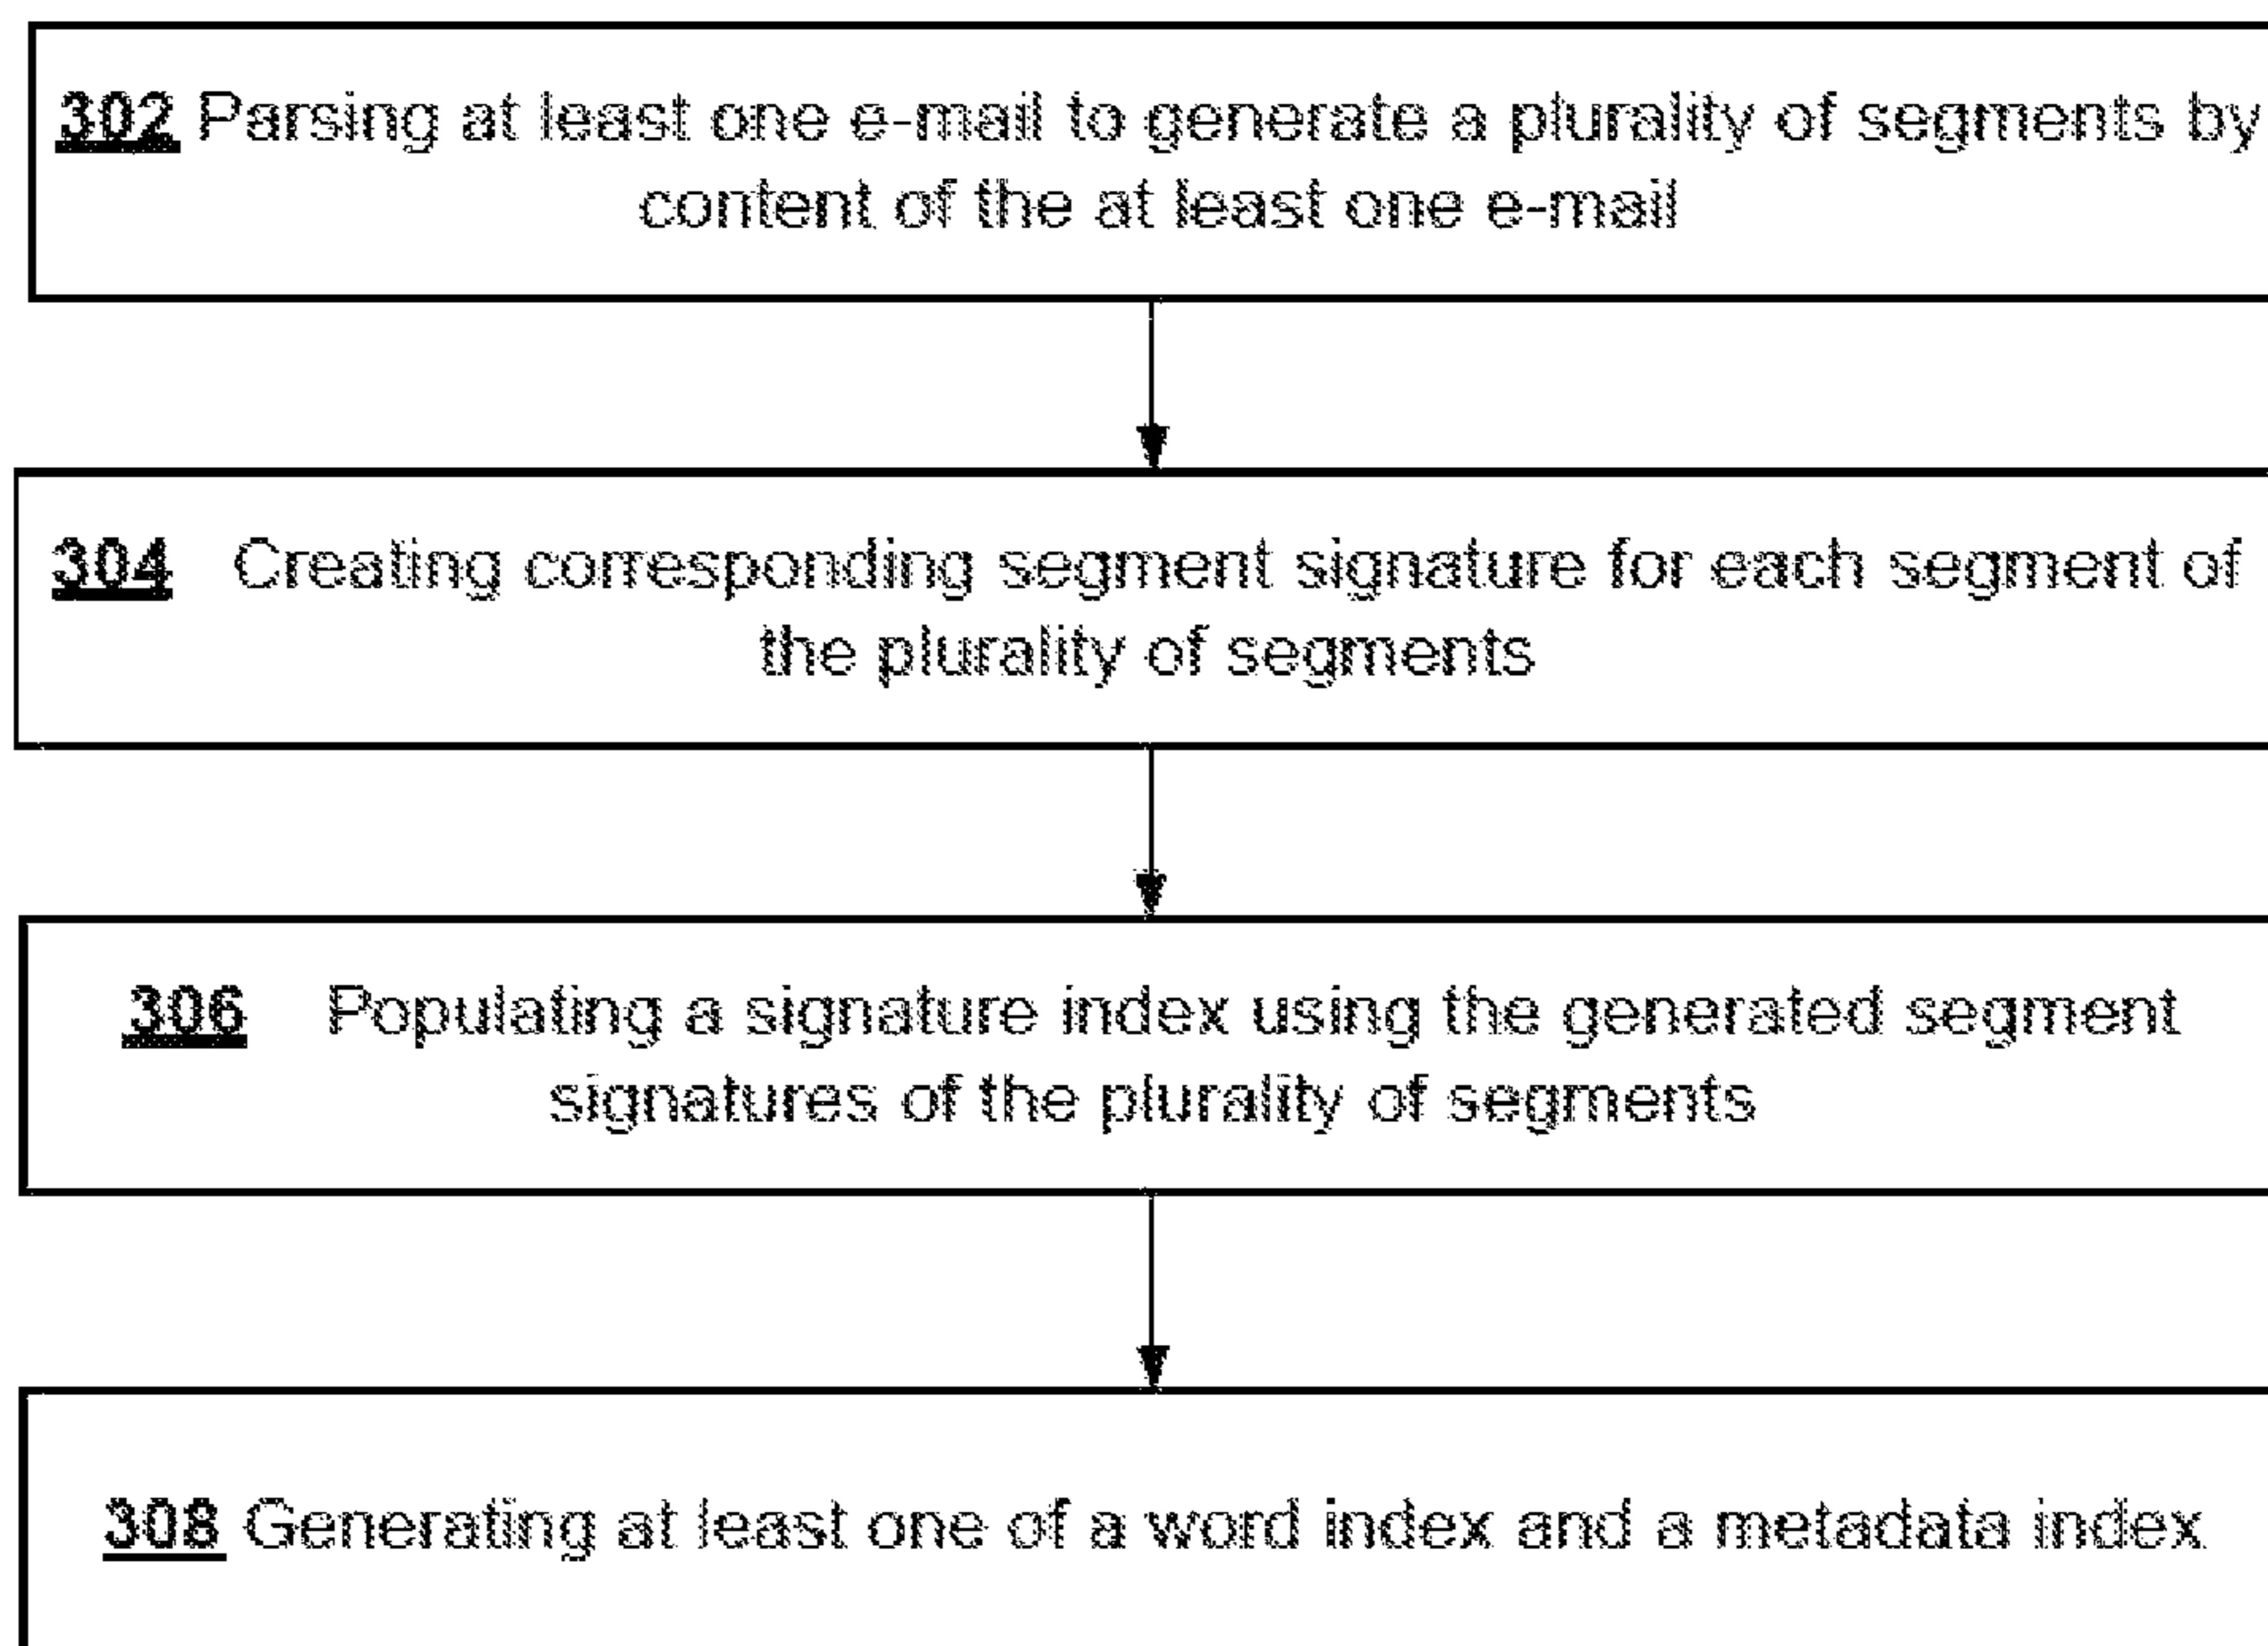 302 Parsing at least one e-mail to generate a plurality of segments by
content of the at least one e-mail
304 Creating corresponding segment signature for each segment of
the plurality of segments
306 Populating a signature index using the generated segment
signatures of the plurality of segments
308 Generating at least one of a word index and a metadata index